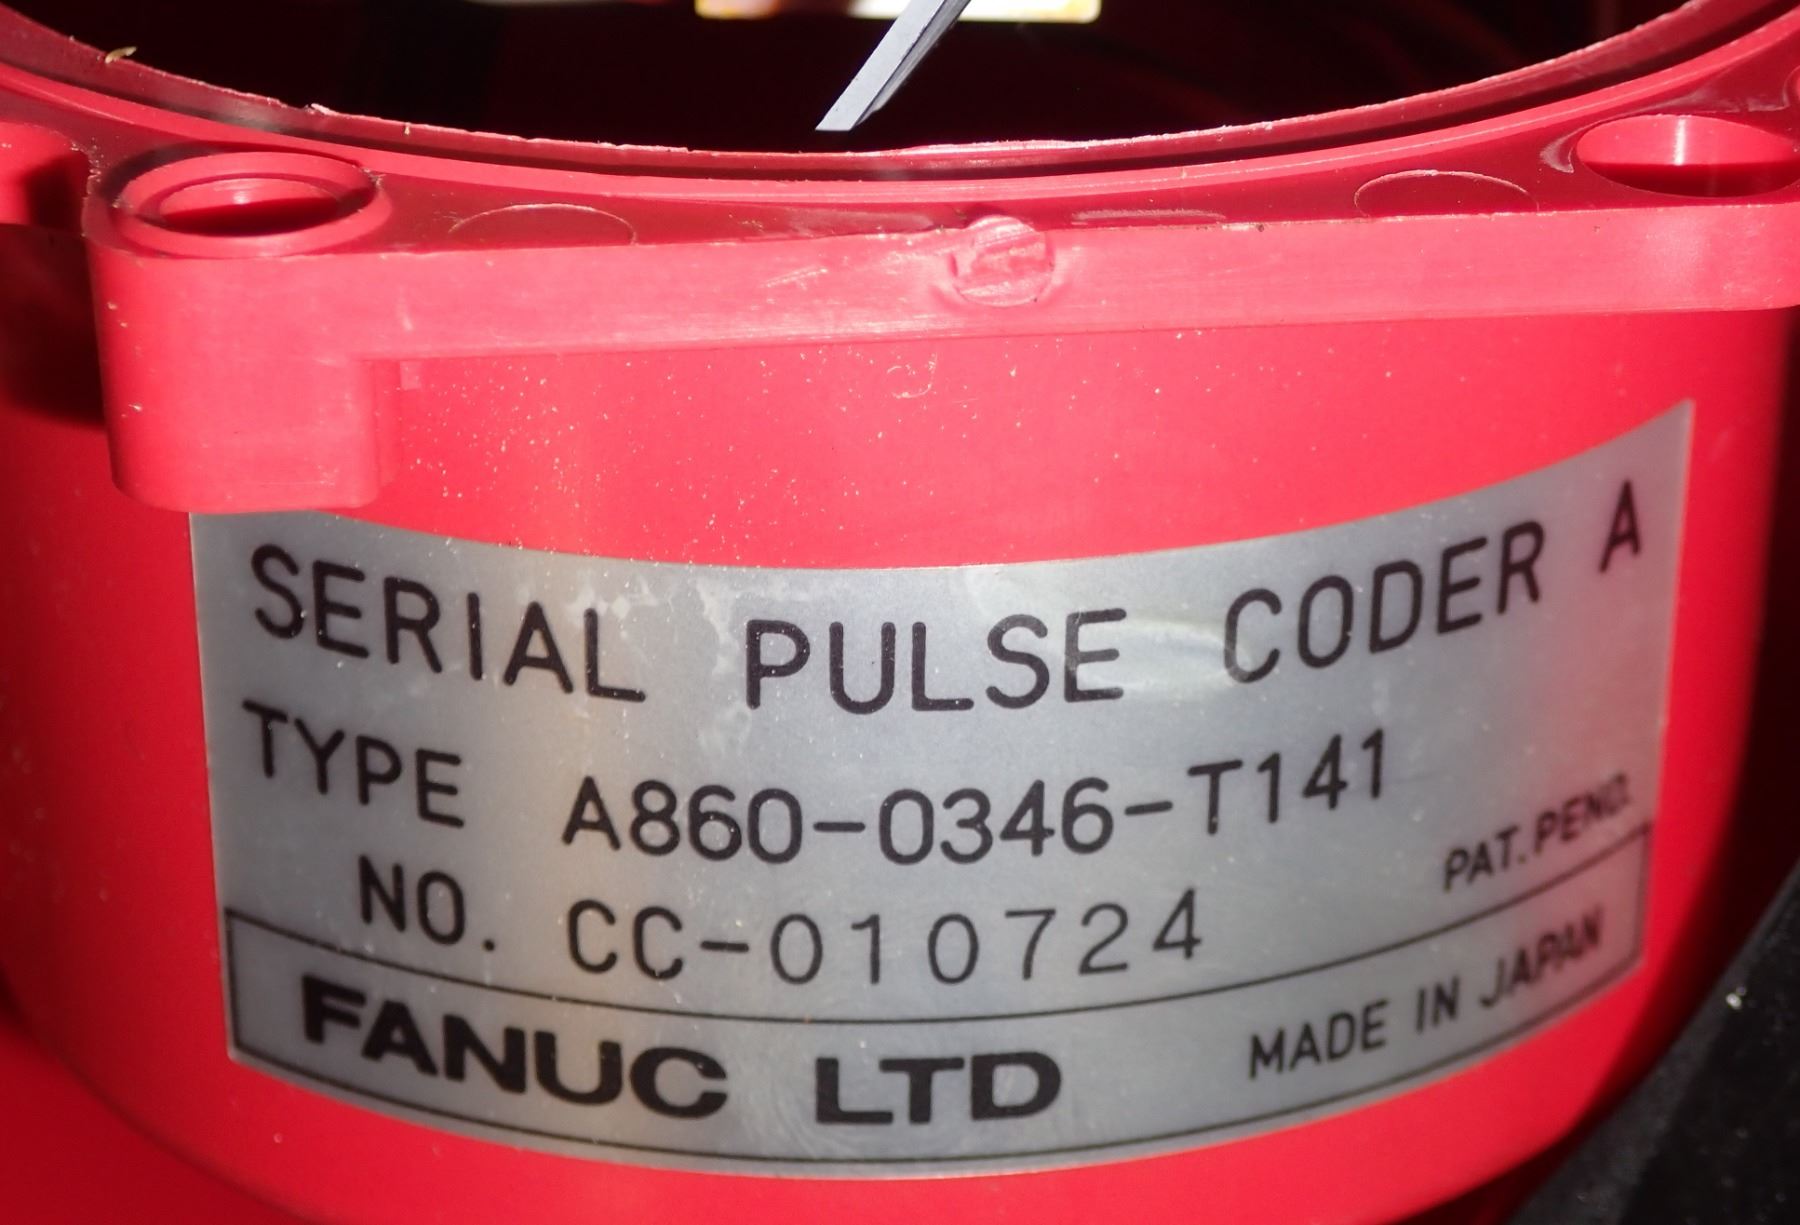 SERIAL PULSE CODER A
TYPE A860-0346-T141
NO. CC-010724
PAT.PEND.
FANUC LTD
MADE IN JAPAN